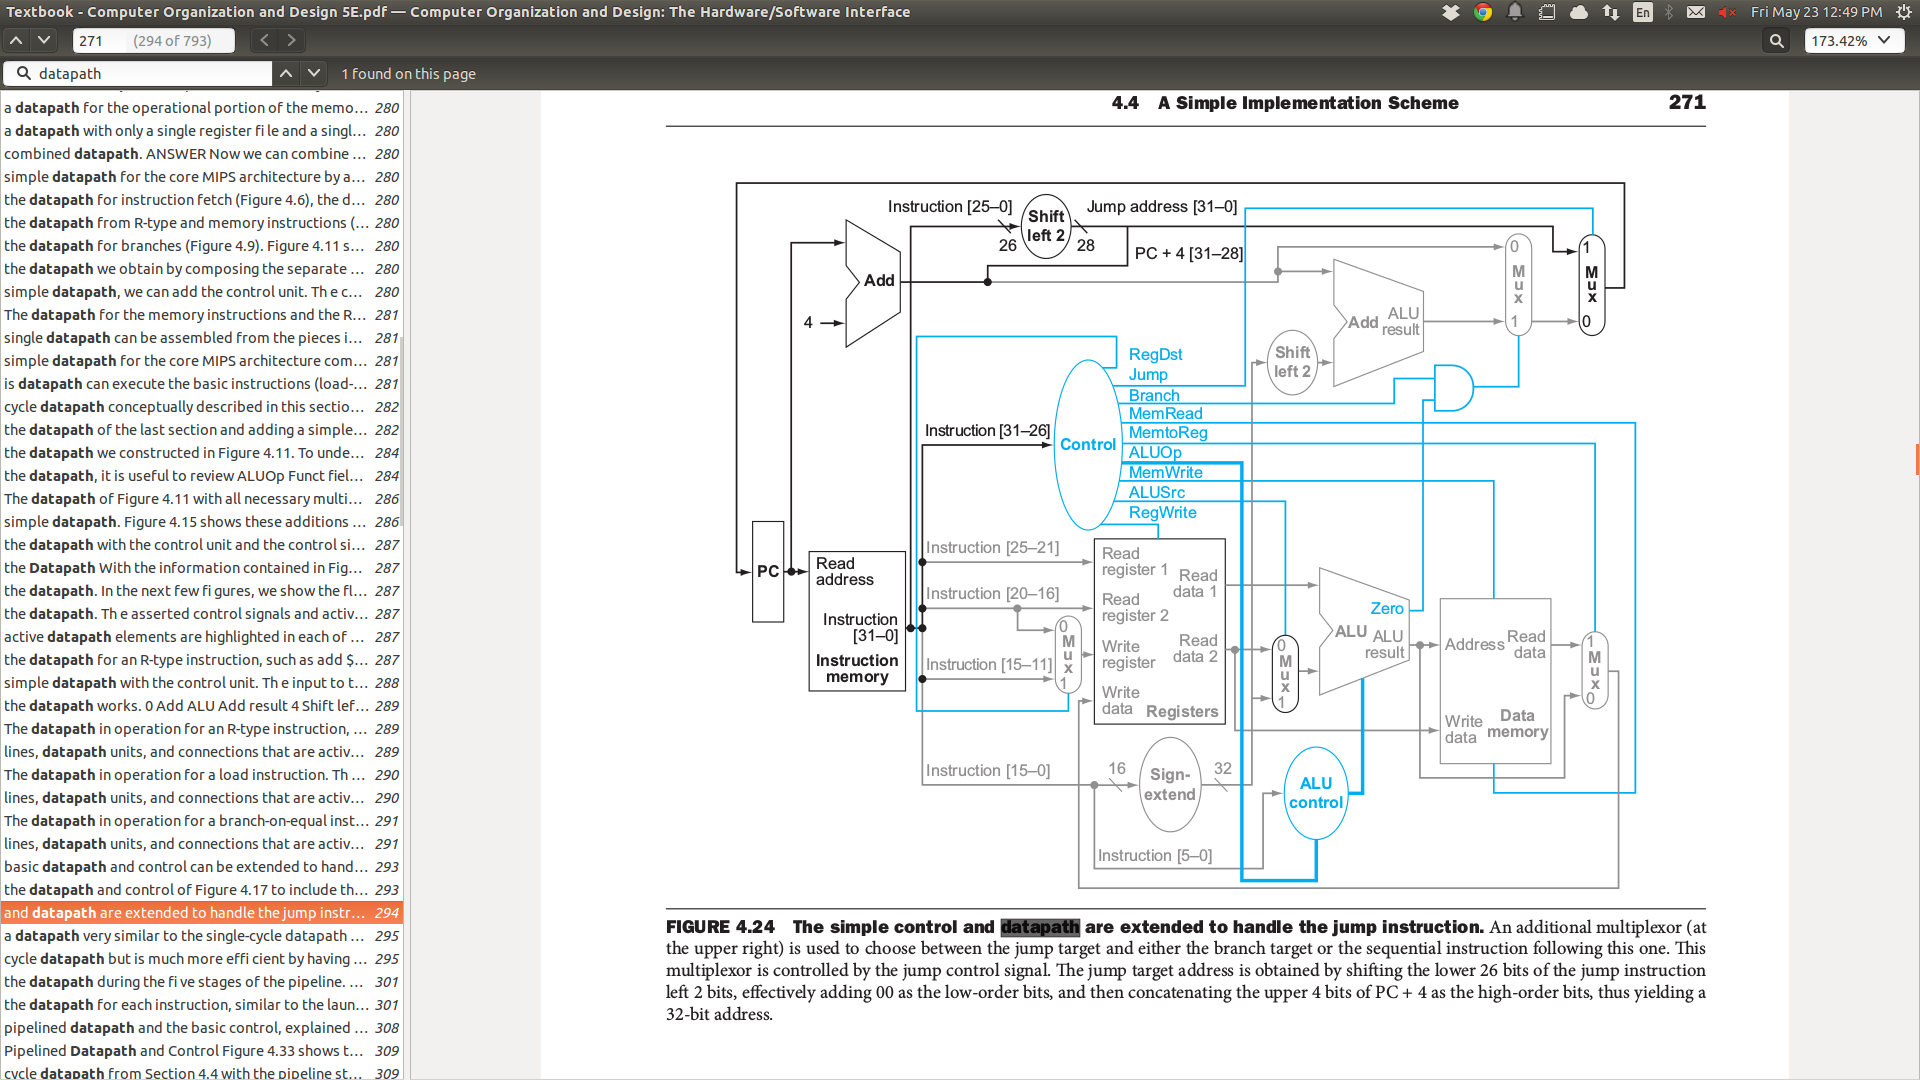 Textbook - Computer Organization and Design 5E.pdf — Computer Organization and Design: The Hardware/Software Interface
En
Fri May 23 12:49 PM
271 (294 of 793)
173.42%
datapath
1 found on this page
a datapath for the operational portion of the memo... 280
a datapath with only a single register fi le and a singl... 280
combined datapath. ANSWER Now we can combine ... 280
simple datapath for the core MIPS architecture by a... 280
the datapath for instruction fetch (Figure 4.6), the d... 280
the datapath from R-type and memory instructions (... 280
the datapath for branches (Figure 4.9). Figure 4.11 s... 280
the datapath we obtain by composing the separate ... 280
simple datapath, we can add the control unit. Th e c... 280
The datapath for the memory instructions and the R... 281
single datapath can be assembled from the pieces i... 281
simple datapath for the core MIPS architecture com... 281
is datapath can execute the basic instructions (load-... 281
cycle datapath conceptually described in this sectio... 282
the datapath of the last section and adding a simple... 282
the datapath we constructed in Figure 4.11. To unde... 284
the datapath, it is useful to review ALUOp Funct fiel... 284
The datapath of Figure 4.11 with all necessary multi... 286
simple datapath. Figure 4.15 shows these additions ... 286
the datapath with the control unit and the control si... 287
the Datapath With the information contained in Fig... 287
the datapath. In the next few fi gures, we show the fl... 287
the datapath. Th e asserted control signals and activ... 287
active datapath elements are highlighted in each of ... 287
the datapath for an R-type instruction, such as add $... 287
simple datapath with the control unit. Th e input to t... 288
the datapath works. 0 Add ALU Add result 4 Shift lef... 289
The datapath in operation for an R-type instruction, ... 289
lines, datapath units, and connections that are activ... 289
The datapath in operation for a load instruction. Th ... 290
lines, datapath units, and connections that are activ... 290
The datapath in operation for a branch-on-equal inst... 291
lines, datapath units, and connections that are activ... 291
basic datapath and control can be extended to hand... 293
the datapath and control of Figure 4.17 to include th... 293
and datapath are extended to handle the jump instr... 294
a datapath very similar to the single-cycle datapath ... 295
cycle datapath but is much more effi cient by having ... 295
the datapath during the fi ve stages of the pipeline. ... 301
the datapath for each instruction, similar to the laun... 301
pipelined datapath and the basic control, explained ... 308
Pipelined Datapath and Control Figure 4.33 shows t... 309
cycle datapath from Section 4.4 with the pipeline st... 309
4.4 A Simple Implementation Scheme 271
Instruction [25–0]
Shift
left 2
Jump address [31–0]
26
28
PC + 4 [31–28]
Add
4
0
M
u
x
1
1
M
u
x
0
Add
ALU
result
Shift
left 2
RegDst
Jump
Branch
MemRead
MemtoReg
ALUOp
MemWrite
ALUSrc
RegWrite
Instruction [31–26]
Control
PC
Read
address
Instruction
[31–0]
Instruction
memory
Instruction [25–21]
Instruction [20–16]
Instruction [15–11]
0
M
u
x
1
Read
register 1
Read
register 2
Write
register
Write
data
Read
data 1
Read
data 2
Registers
0
M
u
x
1
Zero
ALU
ALU
result
Address
Read
data
Write
data
Data
memory
1
M
u
x
0
Instruction [15–0]
16
Sign-
extend
32
ALU
control
Instruction [5–0]
FIGURE 4.24 The simple control and datapath are extended to handle the jump instruction. An additional multiplexor (at
the upper right) is used to choose between the jump target and either the branch target or the sequential instruction following this one. This
multiplexor is controlled by the jump control signal. The jump target address is obtained by shifting the lower 26 bits of the jump instruction
left 2 bits, effectively adding 00 as the low-order bits, and then concatenating the upper 4 bits of PC + 4 as the high-order bits, thus yielding a
32-bit address.